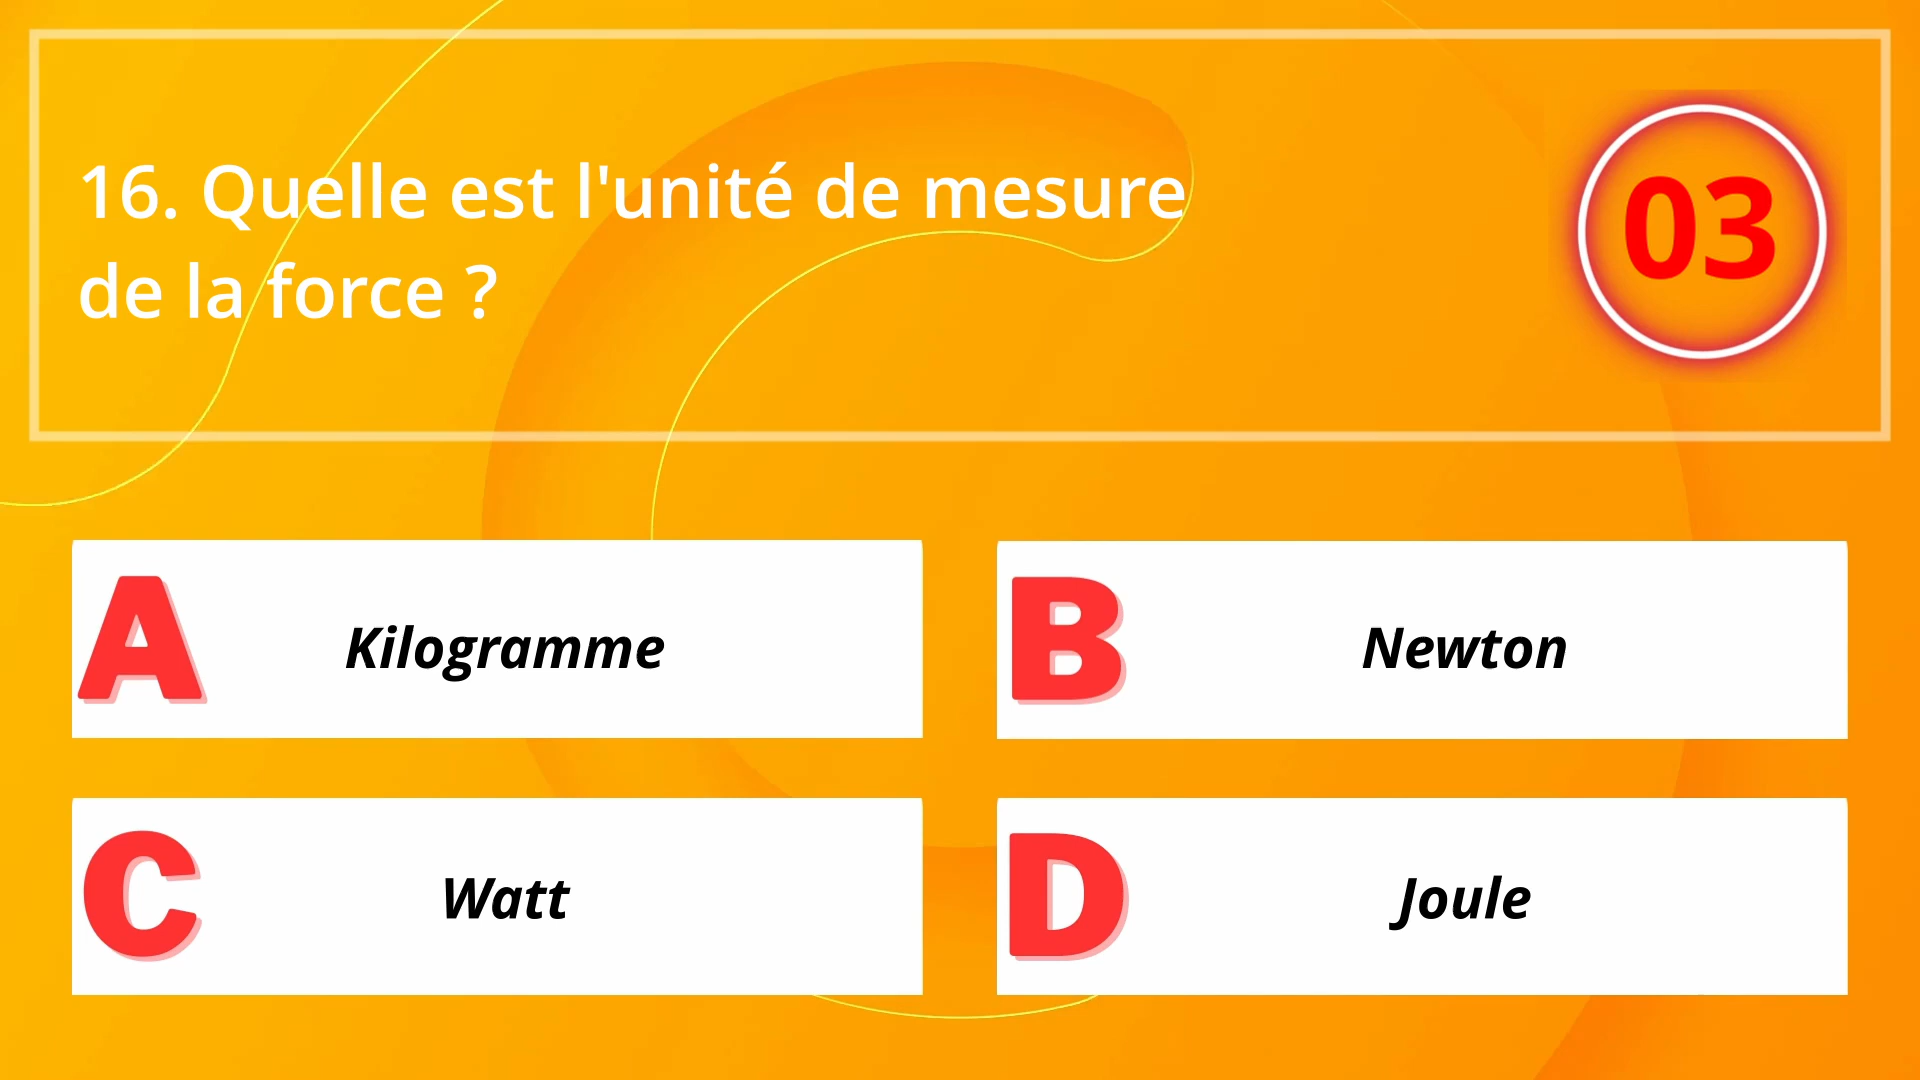 16. Quelle est l'unité de mesure
de la force ?
03
A
Kilogramme
B
Newton
C
Watt
D
Joule